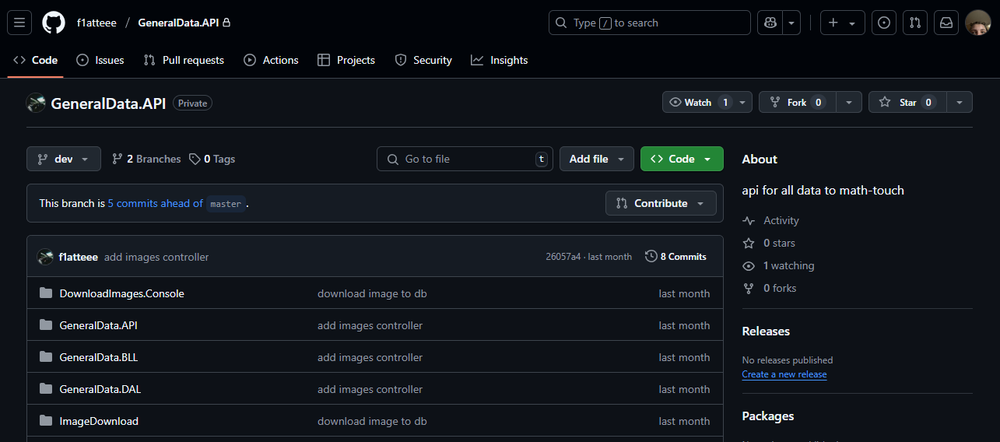 f1atteee / GeneralData.API
Type / to search
Code Issues Pull requests Actions Projects Security Insights
GeneralData.API Private
Watch 1 Fork 0 Star 0
dev 2 Branches 0 Tags
Go to file t
Add file
Code
This branch is 5 commits ahead of master.
Contribute
f1atteee add images controller 26057a4 · last month 8 Commits
DownloadImages.Console download image to db last month
GeneralData.API add images controller last month
GeneralData.BLL add images controller last month
GeneralData.DAL add images controller last month
ImageDownload download image to db last month
About
api for all data to math-touch
Activity
0 stars
1 watching
0 forks
Releases
No releases published
Create a new release
Packages